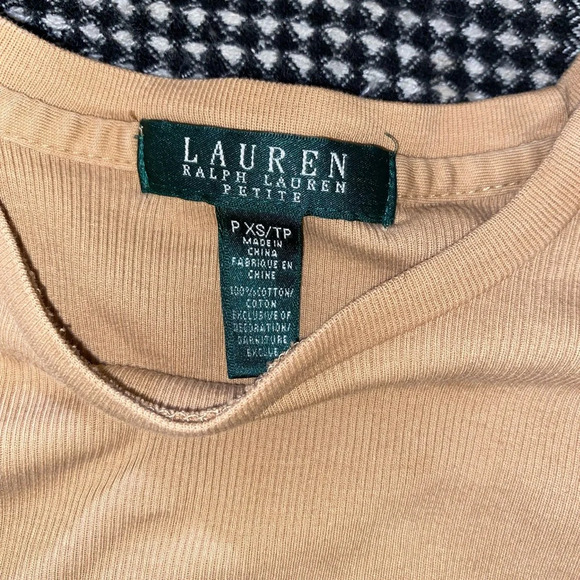 LAUREN
RALPH LAUREN
PETITE
P XS/TP
MADE IN
CHINA
FABRIQUE EN
CHINE
100% COTTON/
COTON
EXCLUSIVE OF
DECORATION/
GARNITURE
EXCLUE